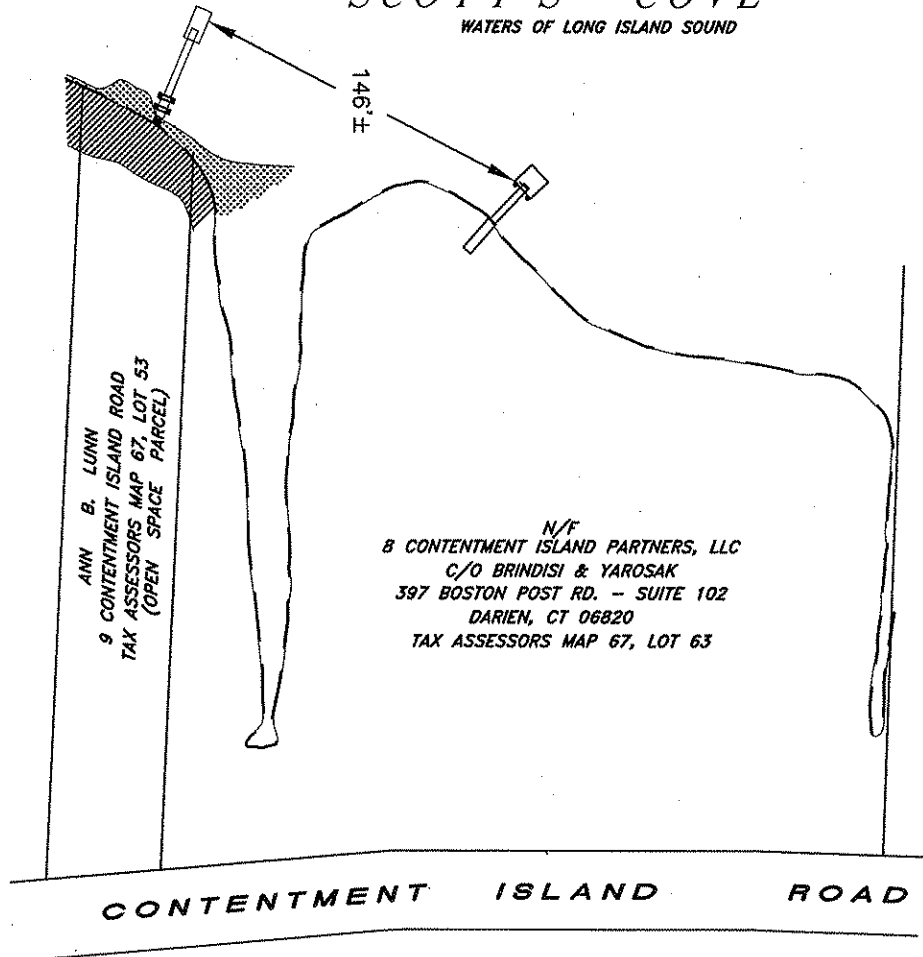 SCOTT'S COVE
WATERS OF LONG ISLAND SOUND
146'±
ANN B. LUNN
9 CONTENTMENT ISLAND ROAD
TAX ASSESSORS MAP 67, LOT 53
(OPEN SPACE PARCEL)
N/F
8 CONTENTMENT ISLAND PARTNERS, LLC
C/O BRINDISI & YAROSAK
397 BOSTON POST RD. – SUITE 102
DARIEN, CT 06820
TAX ASSESSORS MAP 67, LOT 63
CONTENTMENT ISLAND ROAD